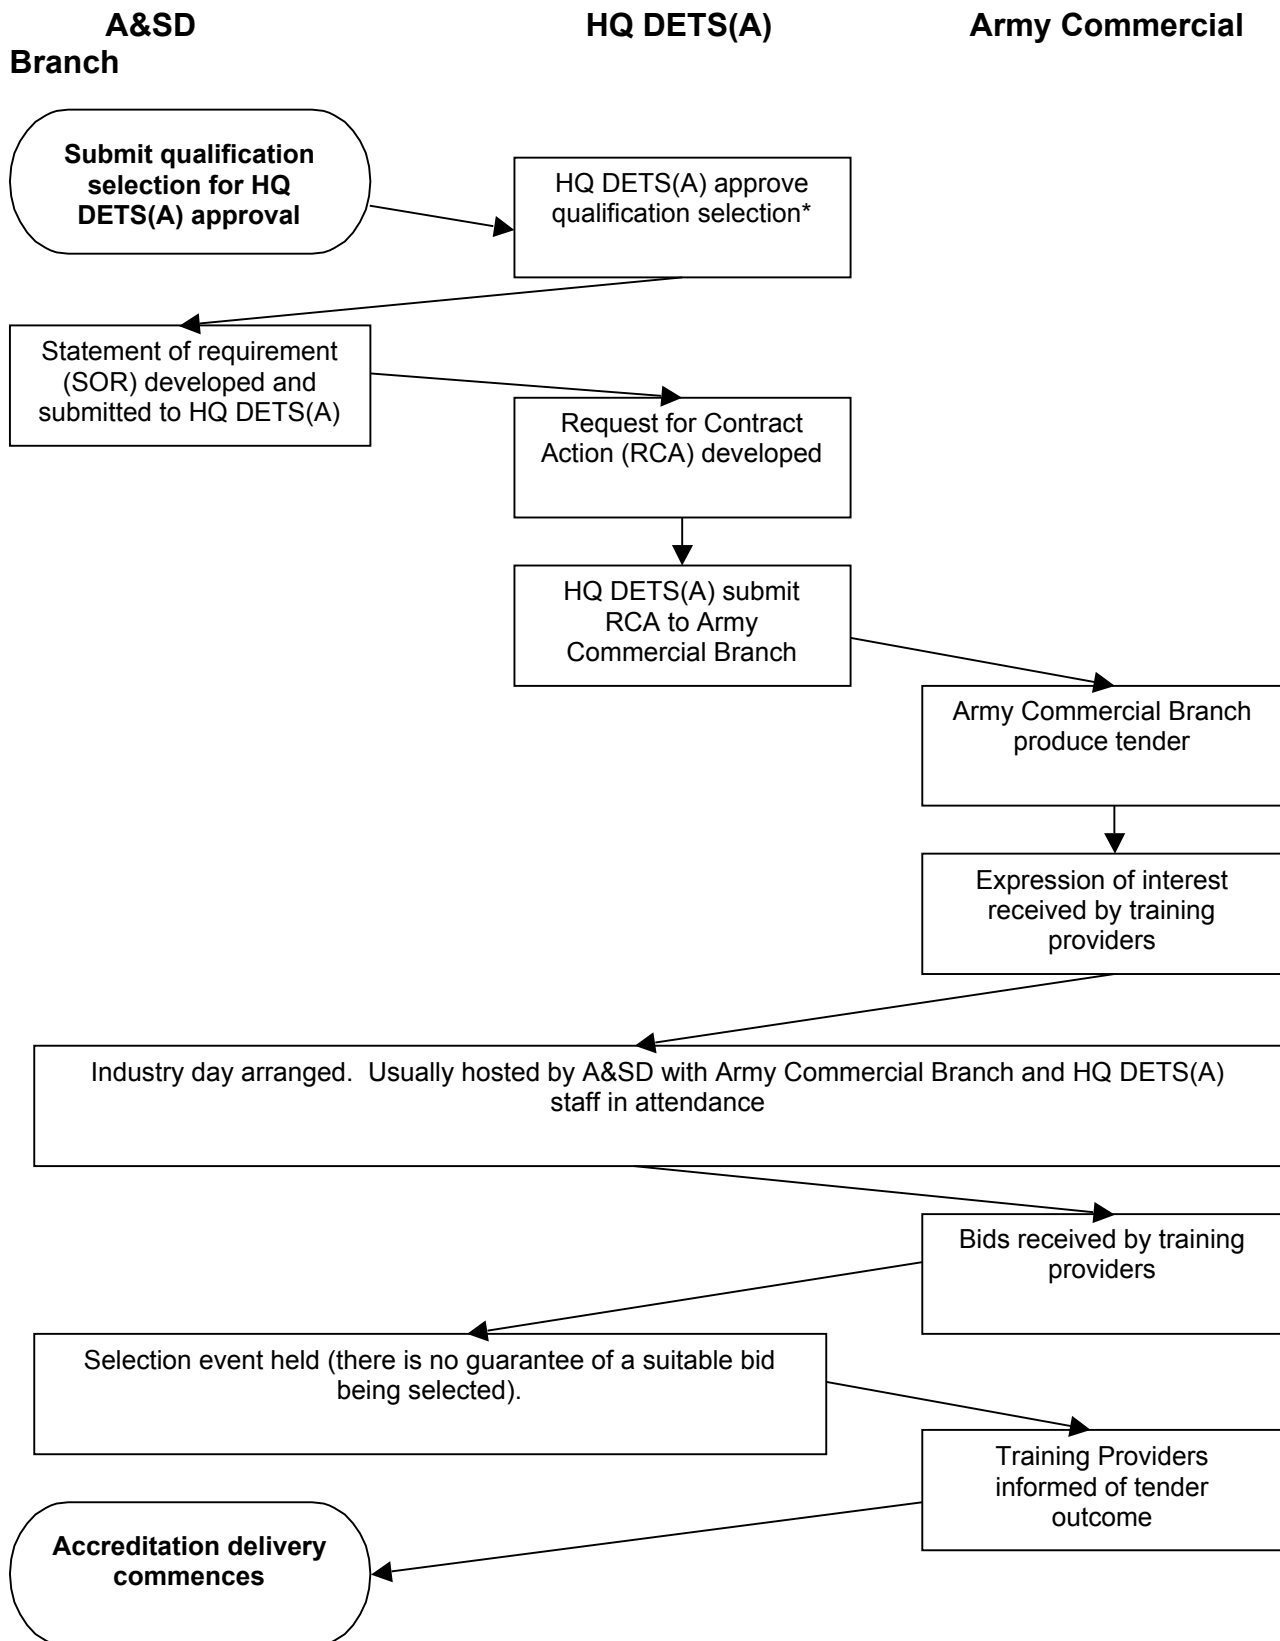 A&SD HQ DETS(A) Army Commercial
Branch
Submit qualification
selection for HQ
DETS(A) approval
HQ DETS(A) approve
qualification selection*
Statement of requirement
(SOR) developed and
submitted to HQ DETS(A)
Request for Contract
Action (RCA) developed
HQ DETS(A) submit
RCA to Army
Commercial Branch
Army Commercial Branch
produce tender
Expression of interest
received by training
providers
Industry day arranged.  Usually hosted by A&SD with Army Commercial Branch and HQ DETS(A)
staff in attendance
Bids received by training
providers
Selection event held (there is no guarantee of a suitable bid
being selected).
Training Providers
informed of tender
outcome
Accreditation delivery
commences